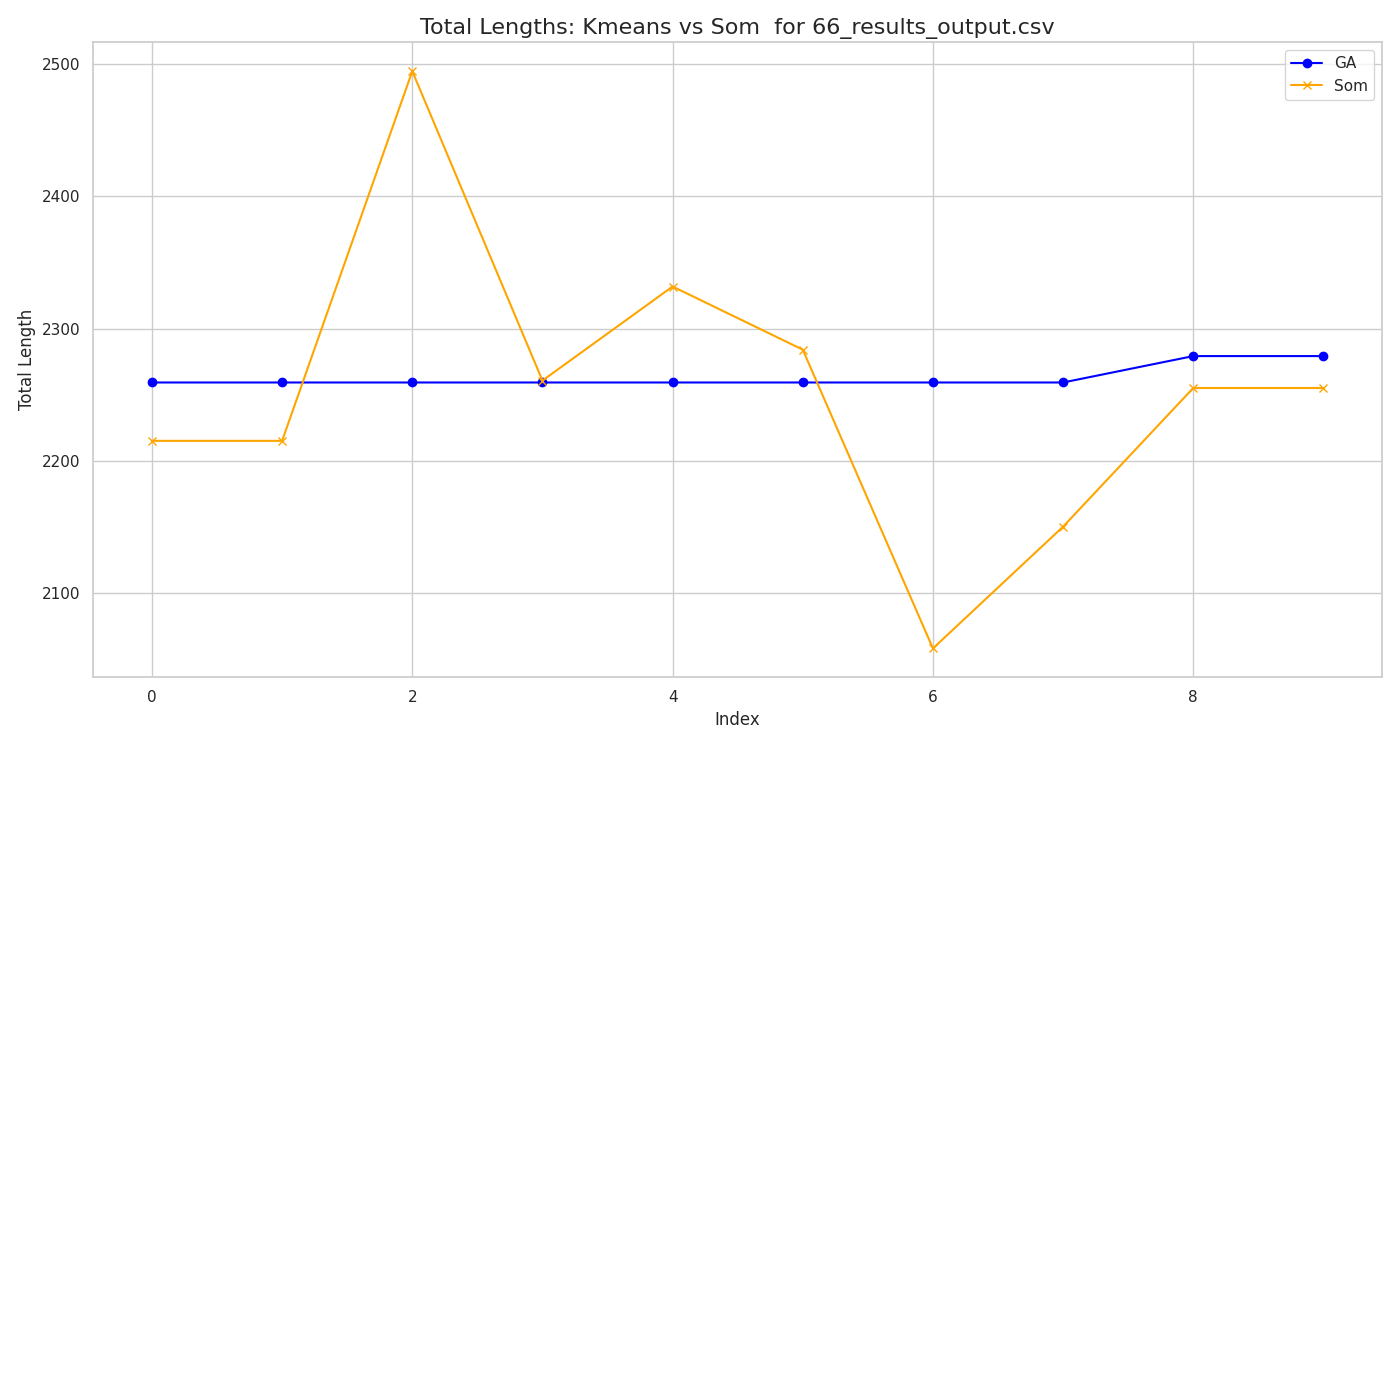 Total Lengths: Kmeans vs Som  for 66_results_output.csv
GA
Som
2500
2400
2300
2200
2100
Total Length
0 2 4 6 8
Index